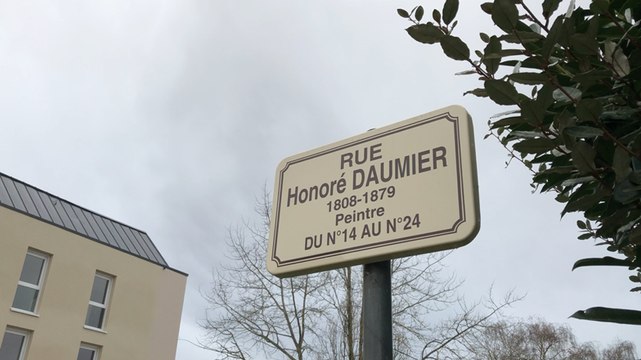 RUE
Honoré DAUMIER
1808-1879
Peintre
DU N°14 AU N°24